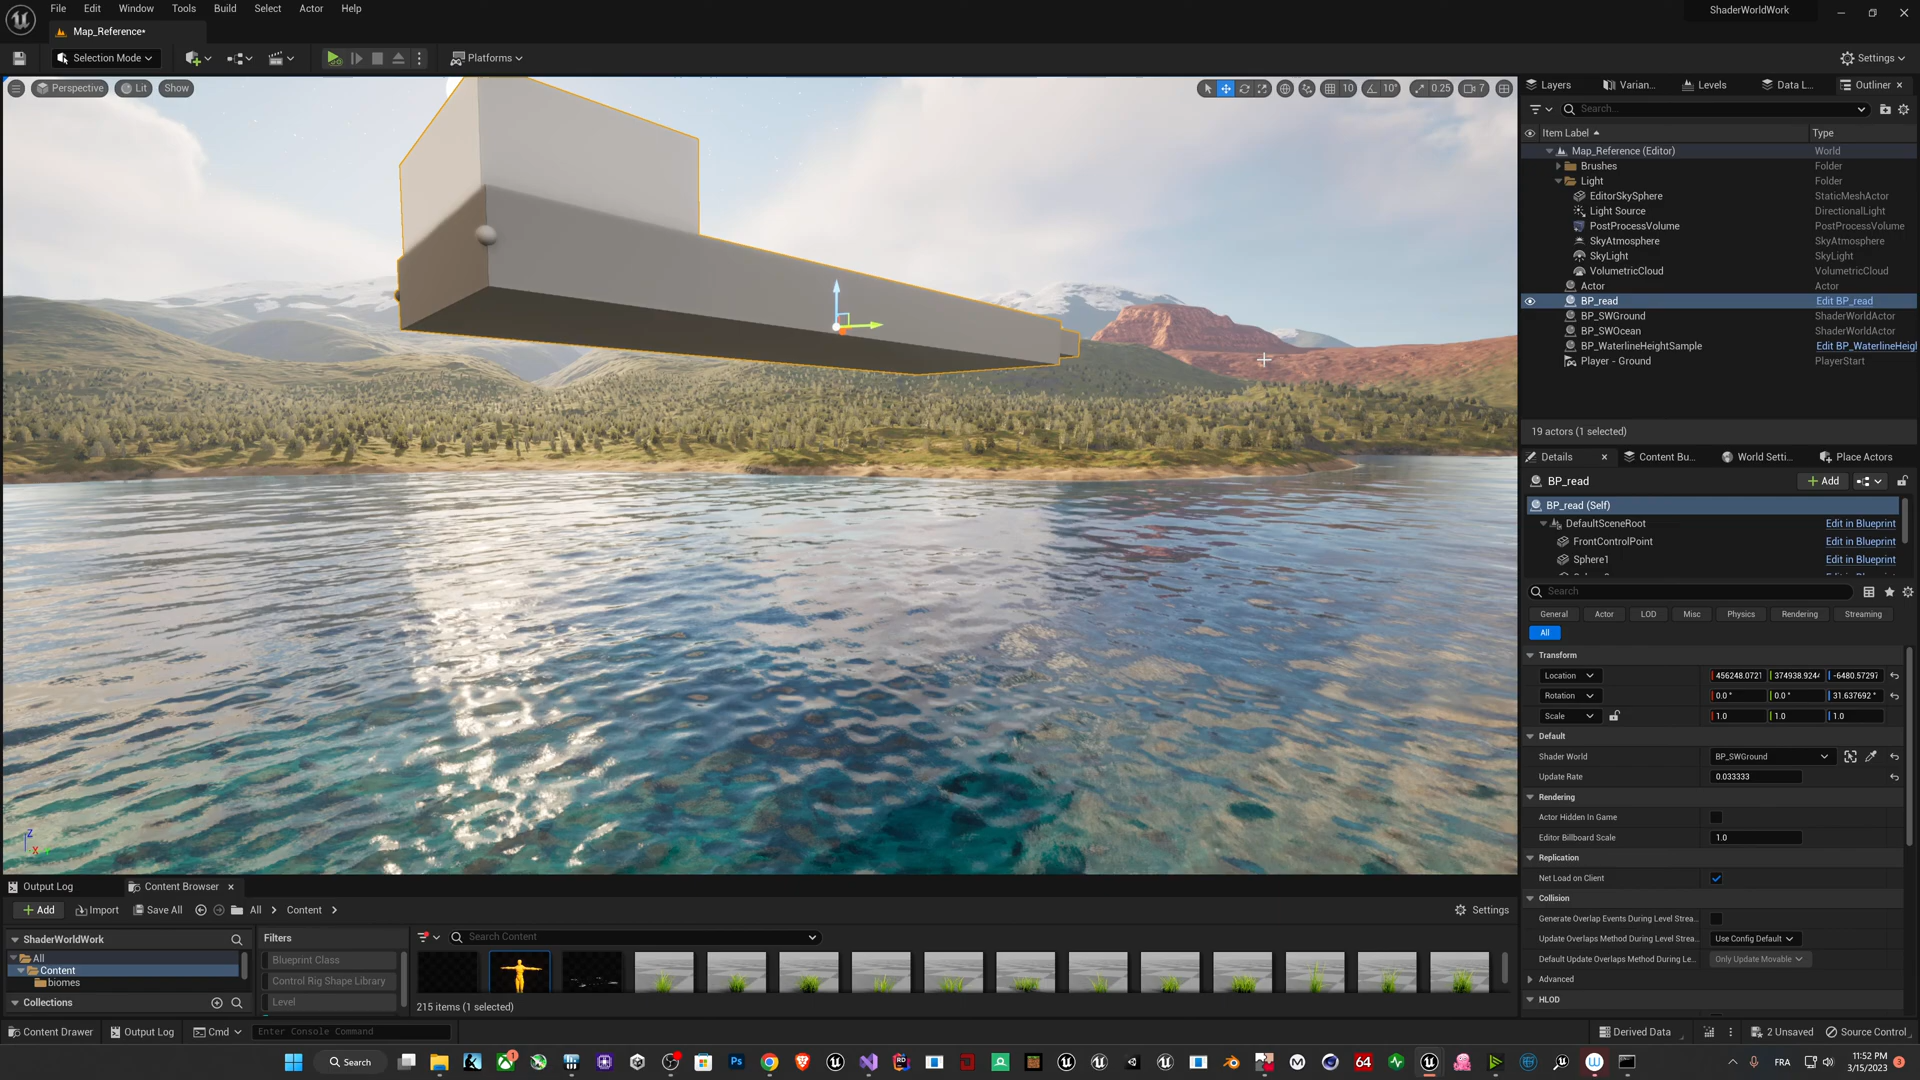 File Edit Window Tools Build Select Actor Help
ShaderWorldWork
Map_Reference*
Selection Mode
Platforms
Settings
Perspective
Lit
Show
10
10°
0.25
7
Layers
Varian...
Levels
Data L...
Outliner
Search...
Item Label
Type
Map_Reference (Editor)
World
Brushes
Folder
Light
Folder
EditorSkySphere
StaticMeshActor
Light Source
DirectionalLight
PostProcessVolume
PostProcessVolume
SkyAtmosphere
SkyAtmosphere
SkyLight
SkyLight
VolumetricCloud
VolumetricCloud
Actor
Actor
BP_read
Edit BP_read
BP_SWGround
ShaderWorldActor
BP_SWOcean
ShaderWorldActor
BP_WaterlineHeightSample
Edit BP_WaterlineHeigl
Player - Ground
PlayerStart
19 actors (1 selected)
Details
Content Bu...
World Setti...
Place Actors
BP_read
Add
BP_read (Self)
DefaultSceneRoot
Edit in Blueprint
FrontControlPoint
Edit in Blueprint
Sphere1
Edit in Blueprint
Search
General
Actor
LOD
Misc
Physics
Rendering
Streaming
All
Transform
Location
456248.0721
374938.924
-6480.57297
Rotation
0.0 °
0.0 °
31.637692 °
Scale
1.0
1.0
1.0
Default
Shader World
BP_SWGround
Update Rate
0.033333
Rendering
Actor Hidden In Game
Editor Billboard Scale
1.0
Replication
Net Load on Client
Collision
Generate Overlap Events During Level Strea...
Update Overlaps Method During Level Strea...
Use Config Default
Default Update Overlaps Method During Le...
Only Update Movable
Advanced
HLOD
Z
X
Output Log
Content Browser
Add
Import
Save All
All
Content
Settings
ShaderWorldWork
All
Content
biomes
Collections
Filters
Blueprint Class
Control Rig Shape Library
Level
Search Content
215 items (1 selected)
Content Drawer
Output Log
Cmd
Enter Console Command
Derived Data
2 Unsaved
Source Control
Search
64
FRA
11:52 PM
3/15/2023
3